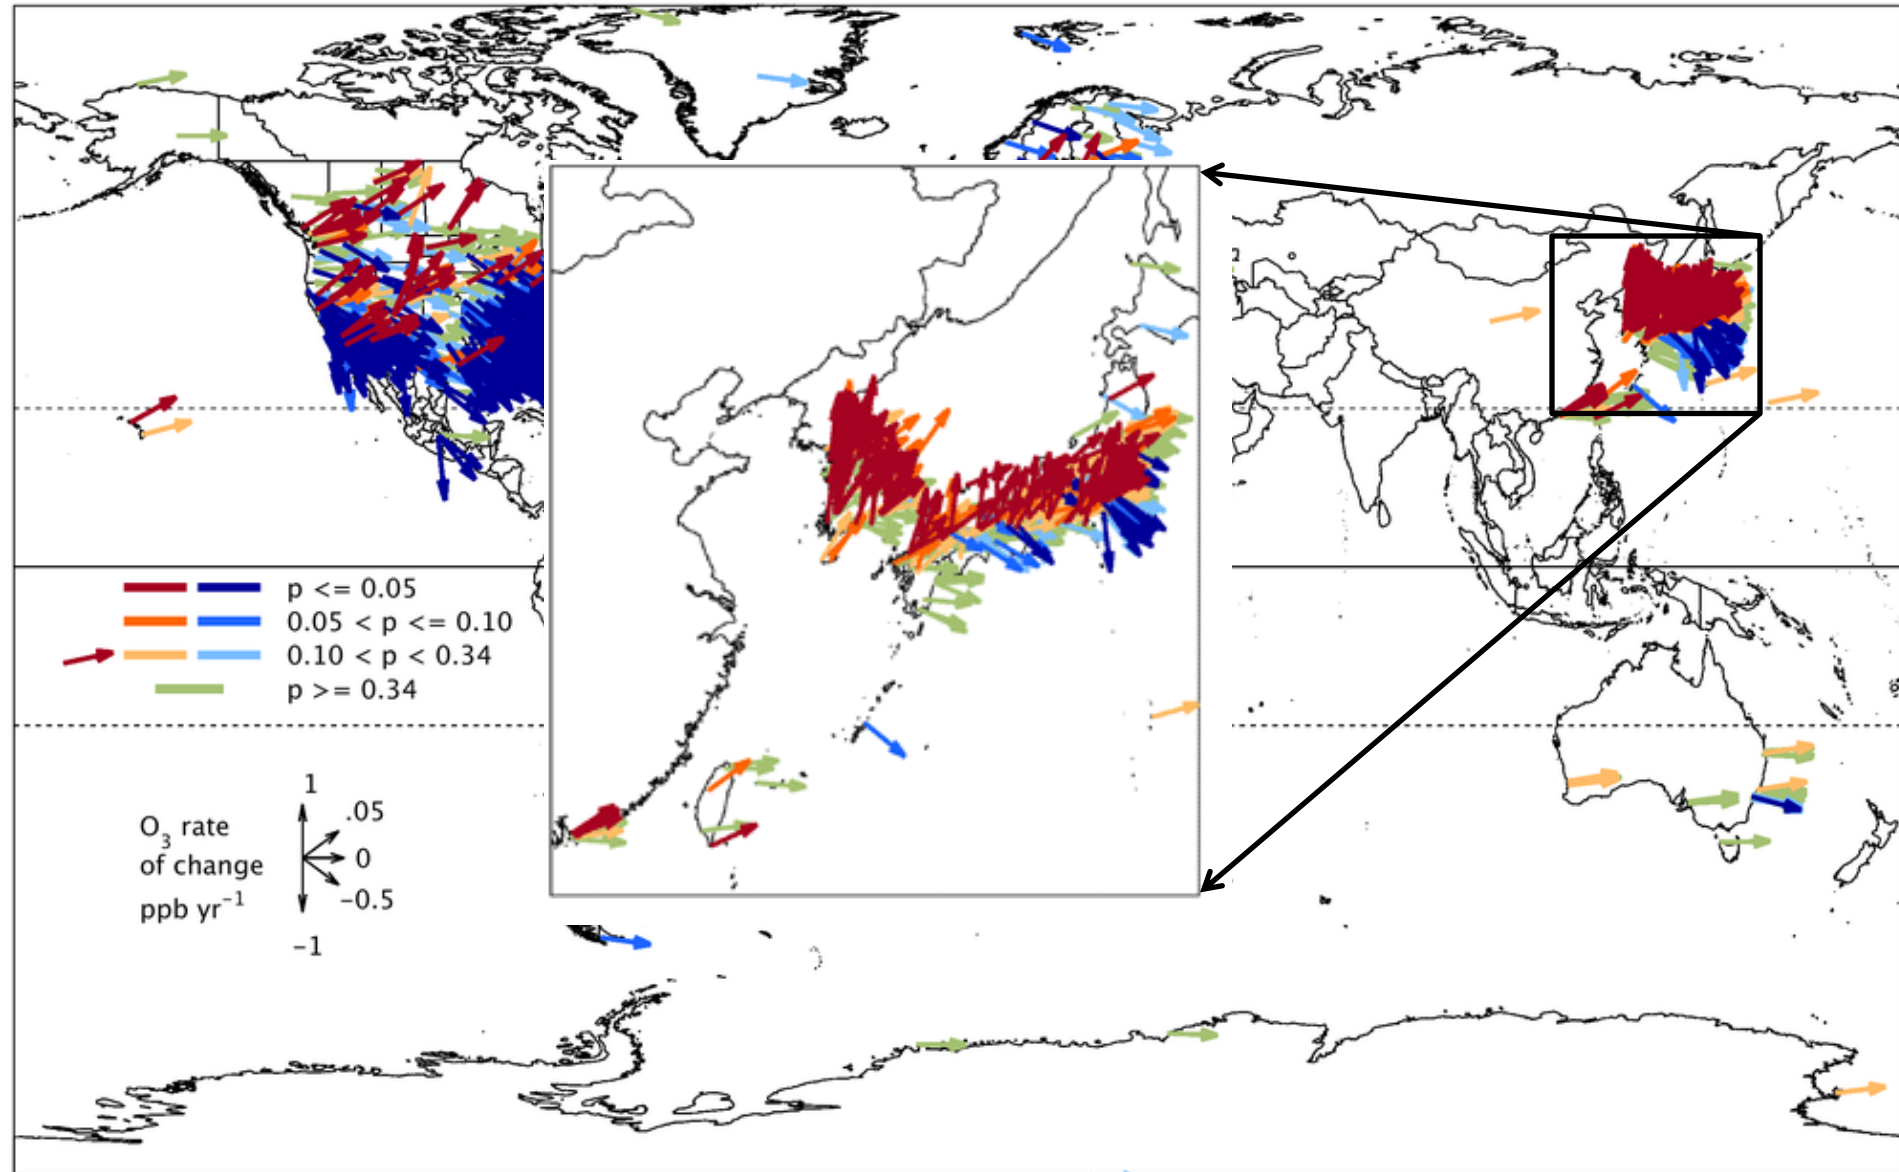 p <= 0.05
0.05 < p <= 0.10
0.10 < p < 0.34
p >= 0.34
1
.05
O3 rate
of change
0
ppb yr−1
−0.5
−1